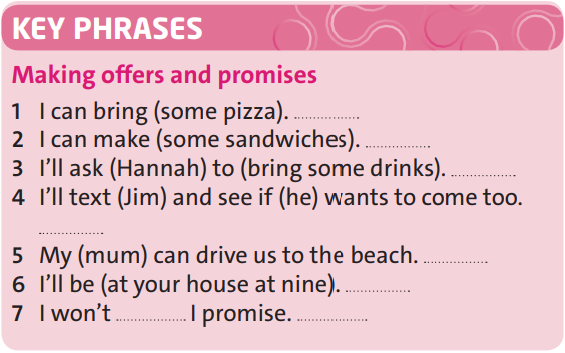 KEY PHRASES
Making offers and promises
1 I can bring (some pizza). ................
2 I can make (some sandwiches). ................
3 I'll ask (Hannah) to (bring some drinks). ................
4 I'll text (Jim) and see if (he) wants to come too.
................
5 My (mum) can drive us to the beach. ................
6 I'll be (at your house at nine). ................
7 I won't ................ I promise. ................